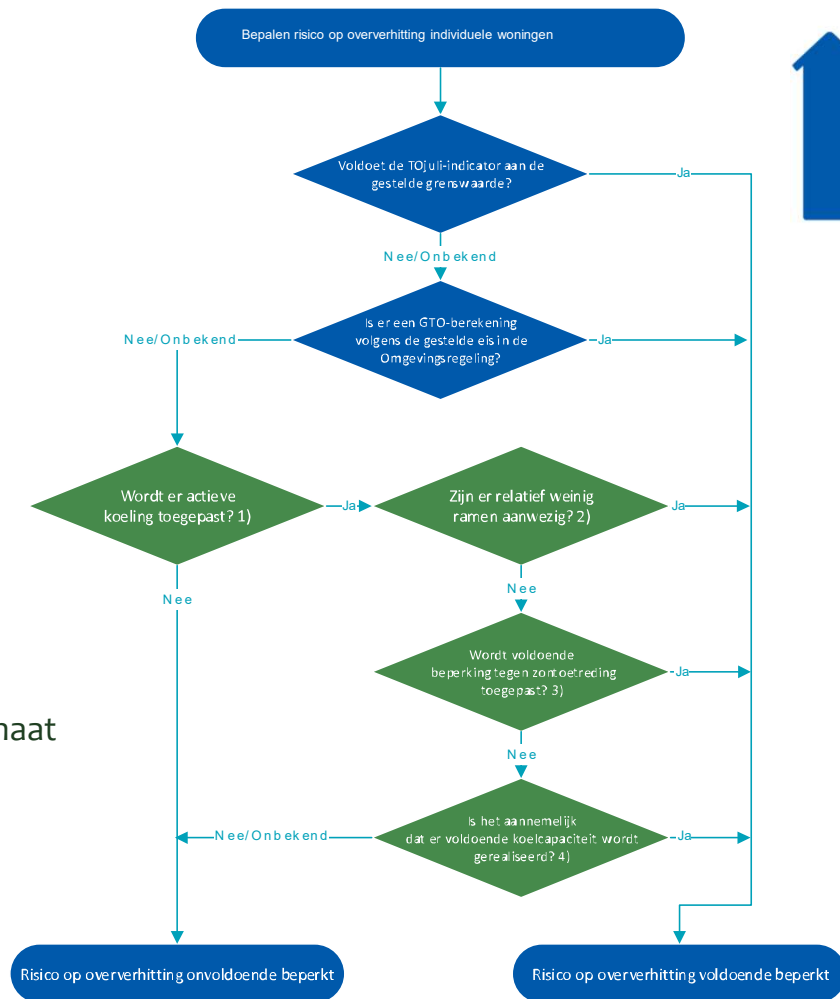 Bepalen risico op oververhitting individuele woningen
Voldoet de TOjuli-indicator aan de
gestelde grenswaarde?
Ja
Nee/Onbekend
Is er een GTO-berekening
volgens de gestelde eis in de
Omgevingsregeling?
Nee/Onbekend
Ja
Wordt er actieve
koeling toegepast? 1)
Ja
Zijn er relatief weinig
ramen aanwezig? 2)
Ja
Nee
Nee
Wordt voldoende
beperking tegen zontoetreding
toegepast? 3)
Ja
naat
Nee
Is het aannemelijk
dat er voldoende koelcapaciteit wordt
gerealiseerd? 4)
Nee/Onbekend
Ja
Risico op oververhitting onvoldoende beperkt
Risico op oververhitting voldoende beperkt